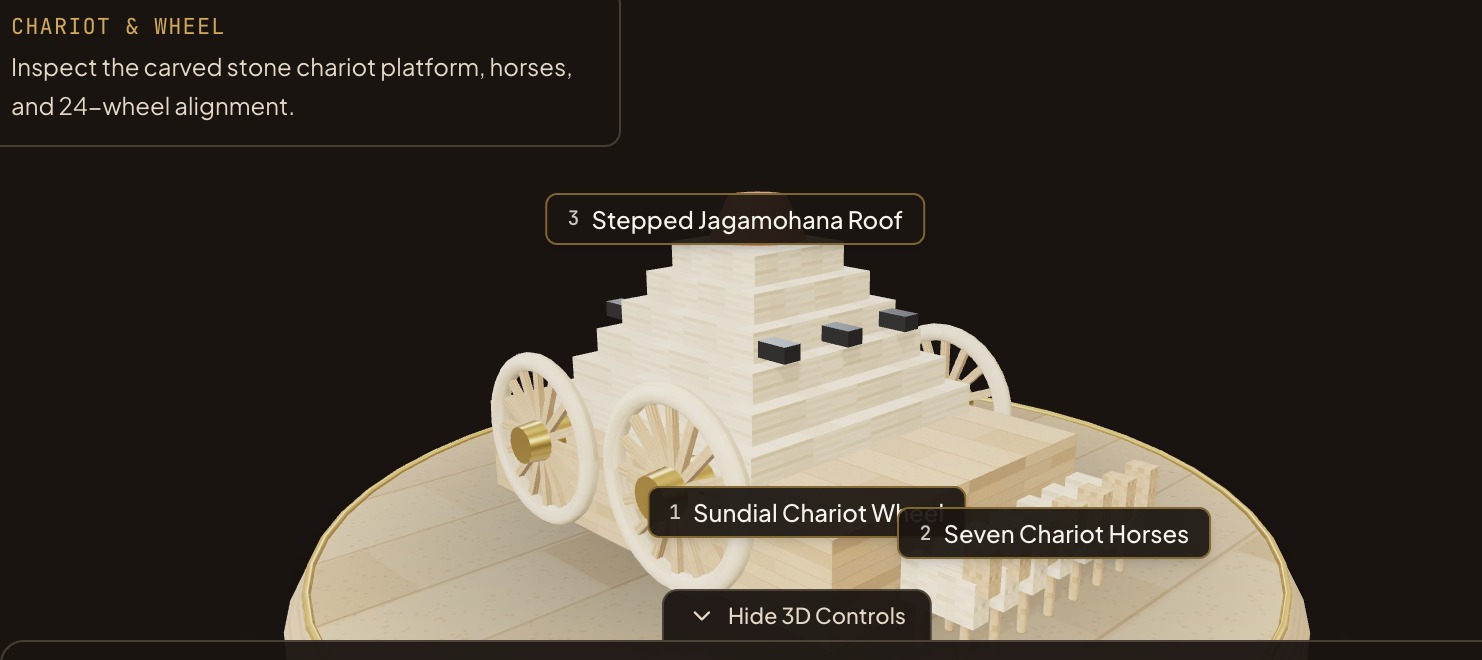 CHARIOT & WHEEL
Inspect the carved stone chariot platform, horses,
and 24–wheel alignment.
3 Stepped Jagamohana Roof
1 Sundial Chariot Wheel
2 Seven Chariot Horses
Hide 3D Controls